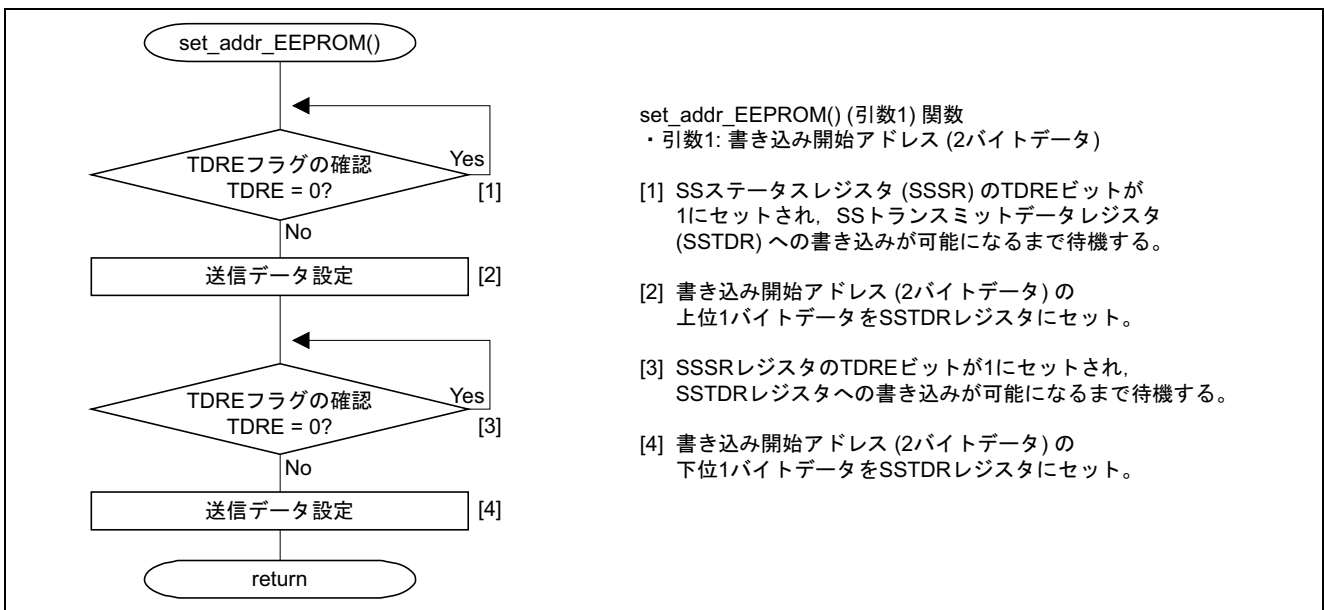 set_addr_EEPROM()
TDREフラグの確認
TDRE = 0?
Yes
[1]
No
送信データ設定
[2]
TDREフラグの確認
TDRE = 0?
Yes
[3]
No
送信データ設定
[4]
return
set_addr_EEPROM() (引数1) 関数
・引数1: 書き込み開始アドレス (2バイトデータ)
[1] SSステータスレジスタ (SSSR) のTDREビットが
1にセットされ，SSトランスミットデータレジスタ
(SSTDR) への書き込みが可能になるまで待機する。
[2] 書き込み開始アドレス (2バイトデータ) の
上位1バイトデータをSSTDRレジスタにセット。
[3] SSSRレジスタのTDREビットが1にセットされ，
SSTDRレジスタへの書き込みが可能になるまで待機する。
[4] 書き込み開始アドレス (2バイトデータ) の
下位1バイトデータをSSTDRレジスタにセット。